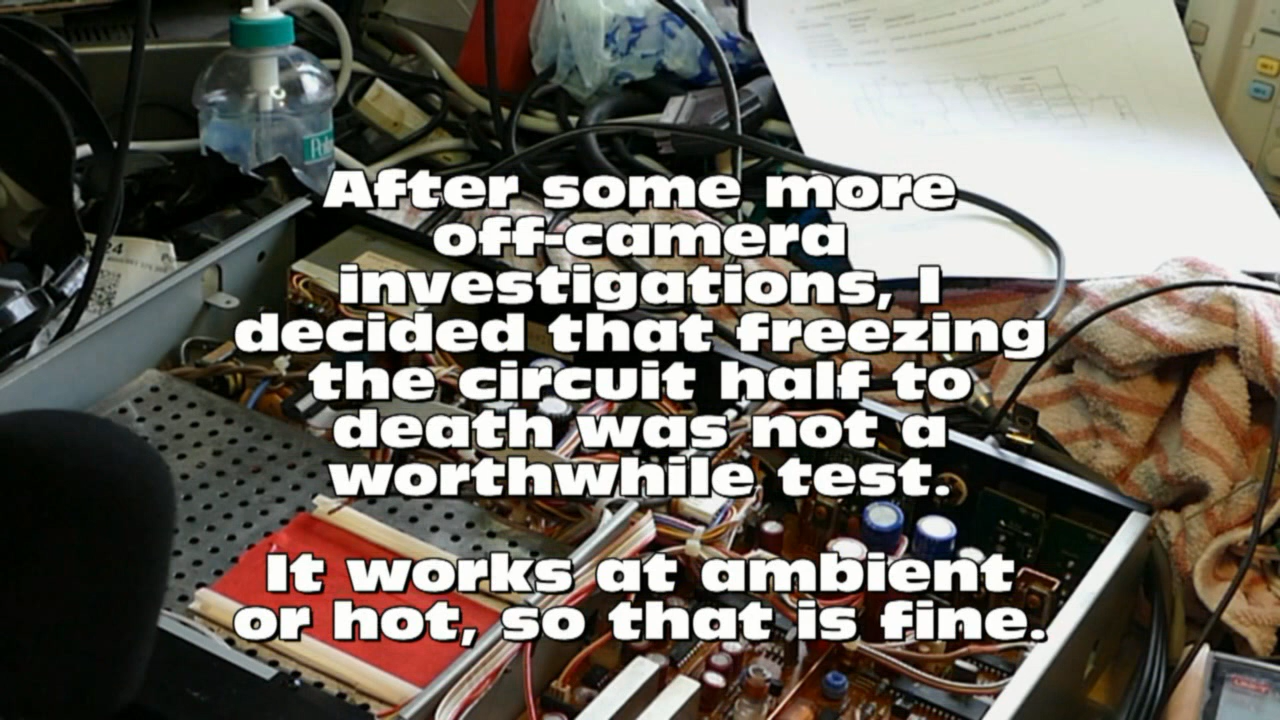 After some more
off-camera
investigations, I
decided that freezing
the circuit half to
death was not a
worthwhile test.
It works at ambient
or hot, so that is fine.